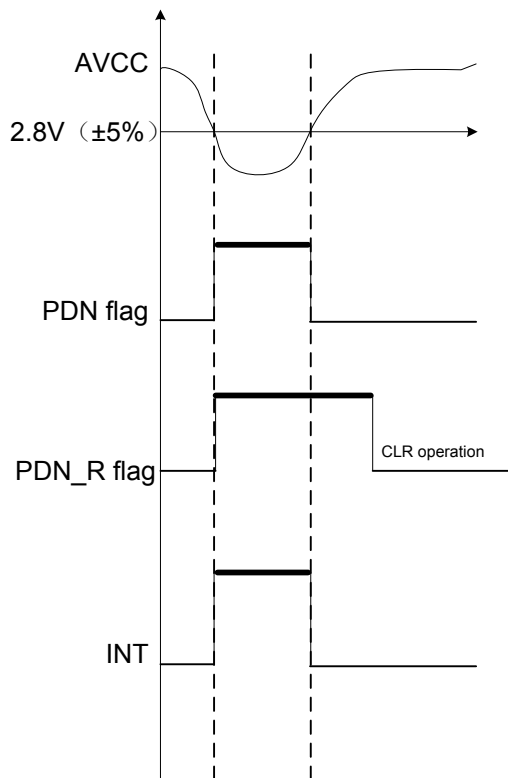 AVCC
2.8V（±5%）
PDN flag
PDN_R flag
CLR operation
INT